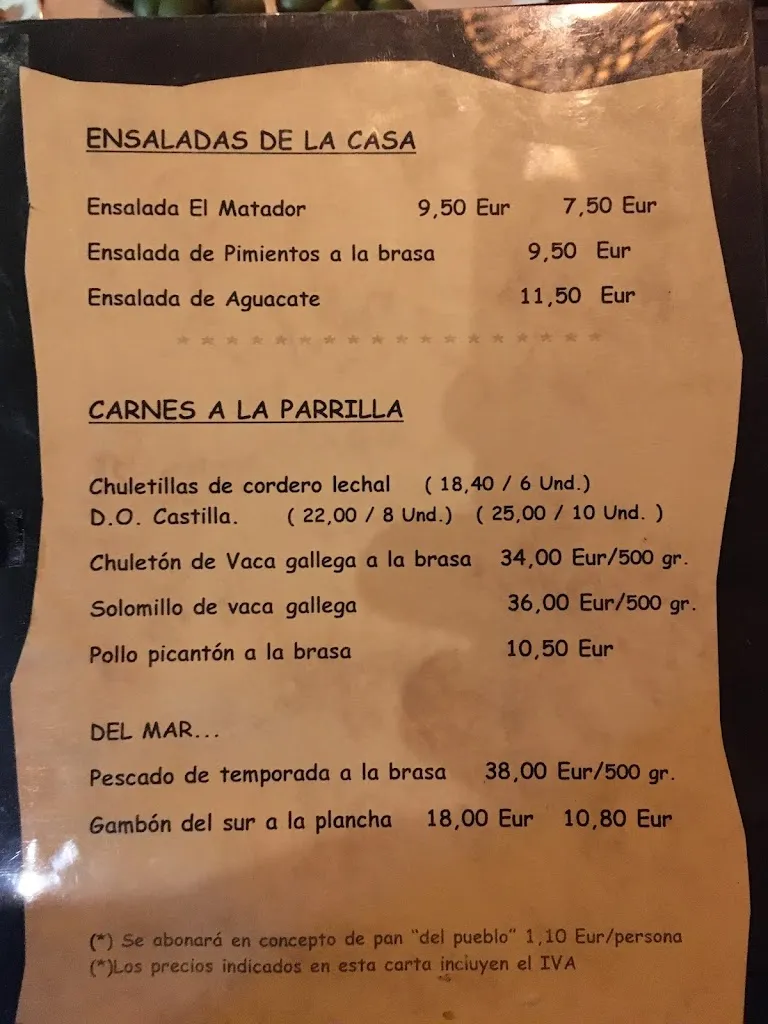 ENSALADAS DE LA CASA
Ensalada El Matador 9,50 Eur 7,50 Eur
Ensalada de Pimientos a la brasa 9,50 Eur
Ensalada de Aguacate 11,50 Eur
* * * * * * * * * * * * * * * * * *
CARNES A LA PARRILLA
Chuletillas de cordero lechal ( 18,40 / 6 Und.)
D.O. Castilla. ( 22,00 / 8 Und.) ( 25,00 / 10 Und. )
Chuletón de Vaca gallega a la brasa 34,00 Eur/500 gr.
Solomillo de vaca gallega 36,00 Eur/500 gr.
Pollo picantón a la brasa 10,50 Eur
DEL MAR...
Pescado de temporada a la brasa 38,00 Eur/500 gr.
Gambón del sur a la plancha 18,00 Eur 10,80 Eur
(*) Se abonará en concepto de pan "del pueblo" 1,10 Eur/persona
(*)Los precios indicados en esta carta incluyen el IVA